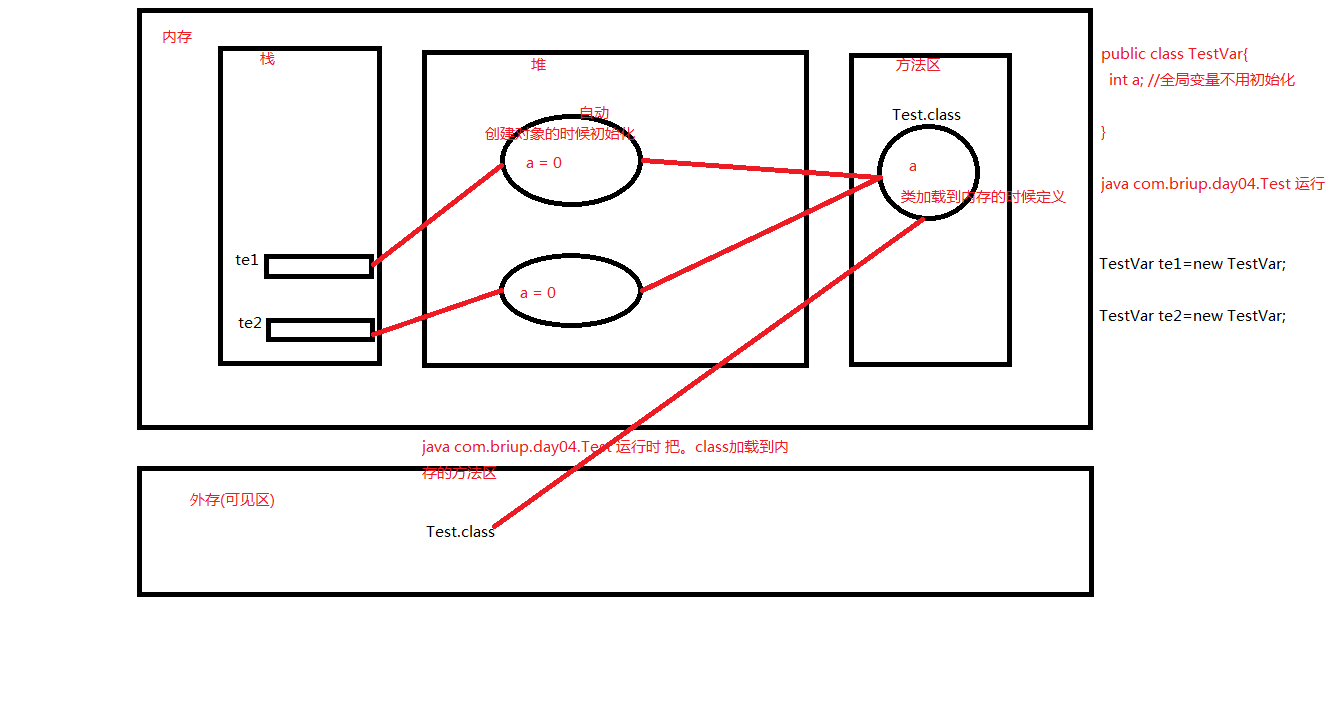 内存
栈
堆
方法区
自动
创建对象的时候初始化
a = 0
Test.class
a
类加载到内存的时候定义
te1
te2
a = 0
public class TestVar{
int a; //全局变量不用初始化
}
java com.briup.day04.Test 运行
TestVar te1=new TestVar;
TestVar te2=new TestVar;
java com.briup.day04.Test 运行时 把。class加载到内
存的方法区
外存(可见区)
Test.class